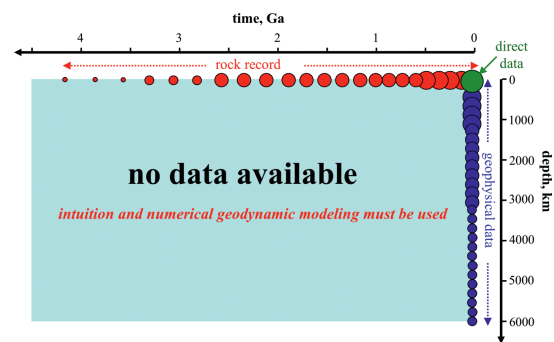 time, Ga
4 3 2 1 0
direct
data
rock record
0
1000
2000
3000
4000
5000
6000
depth, km
geophysical data
no data available
intuition and numerical geodynamic modeling must be used